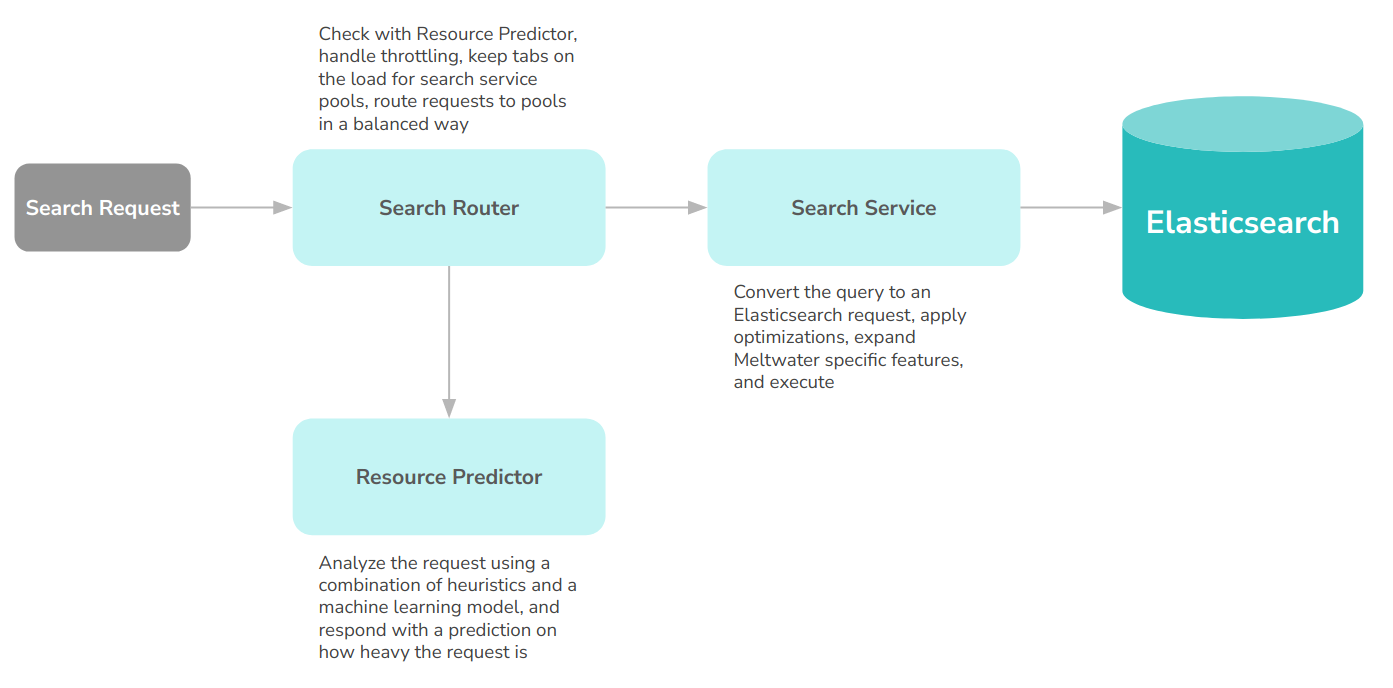 Check with Resource Predictor,
handle throttling, keep tabs on
the load for search service
pools, route requests to pools
in a balanced way
Search Request
Search Router
Search Service
Elasticsearch
Convert the query to an
Elasticsearch request, apply
optimizations, expand
Meltwater specific features,
and execute
Resource Predictor
Analyze the request using a
combination of heuristics and a
machine learning model, and
respond with a prediction on
how heavy the request is